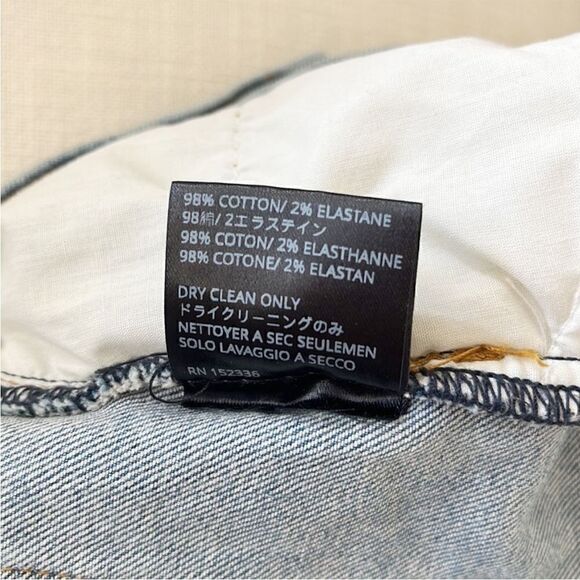 98% COTTON/ 2% ELASTANE
98綿/2エラステイン
98% COTON/ 2% ELASTHANNE
98% COTONE/ 2% ELASTAN
DRY CLEAN ONLY
ドライクリーニングのみ
NETTOYER A SEC SEULEMEN
SOLO LAVAGGIO A SECCO
RN 152336